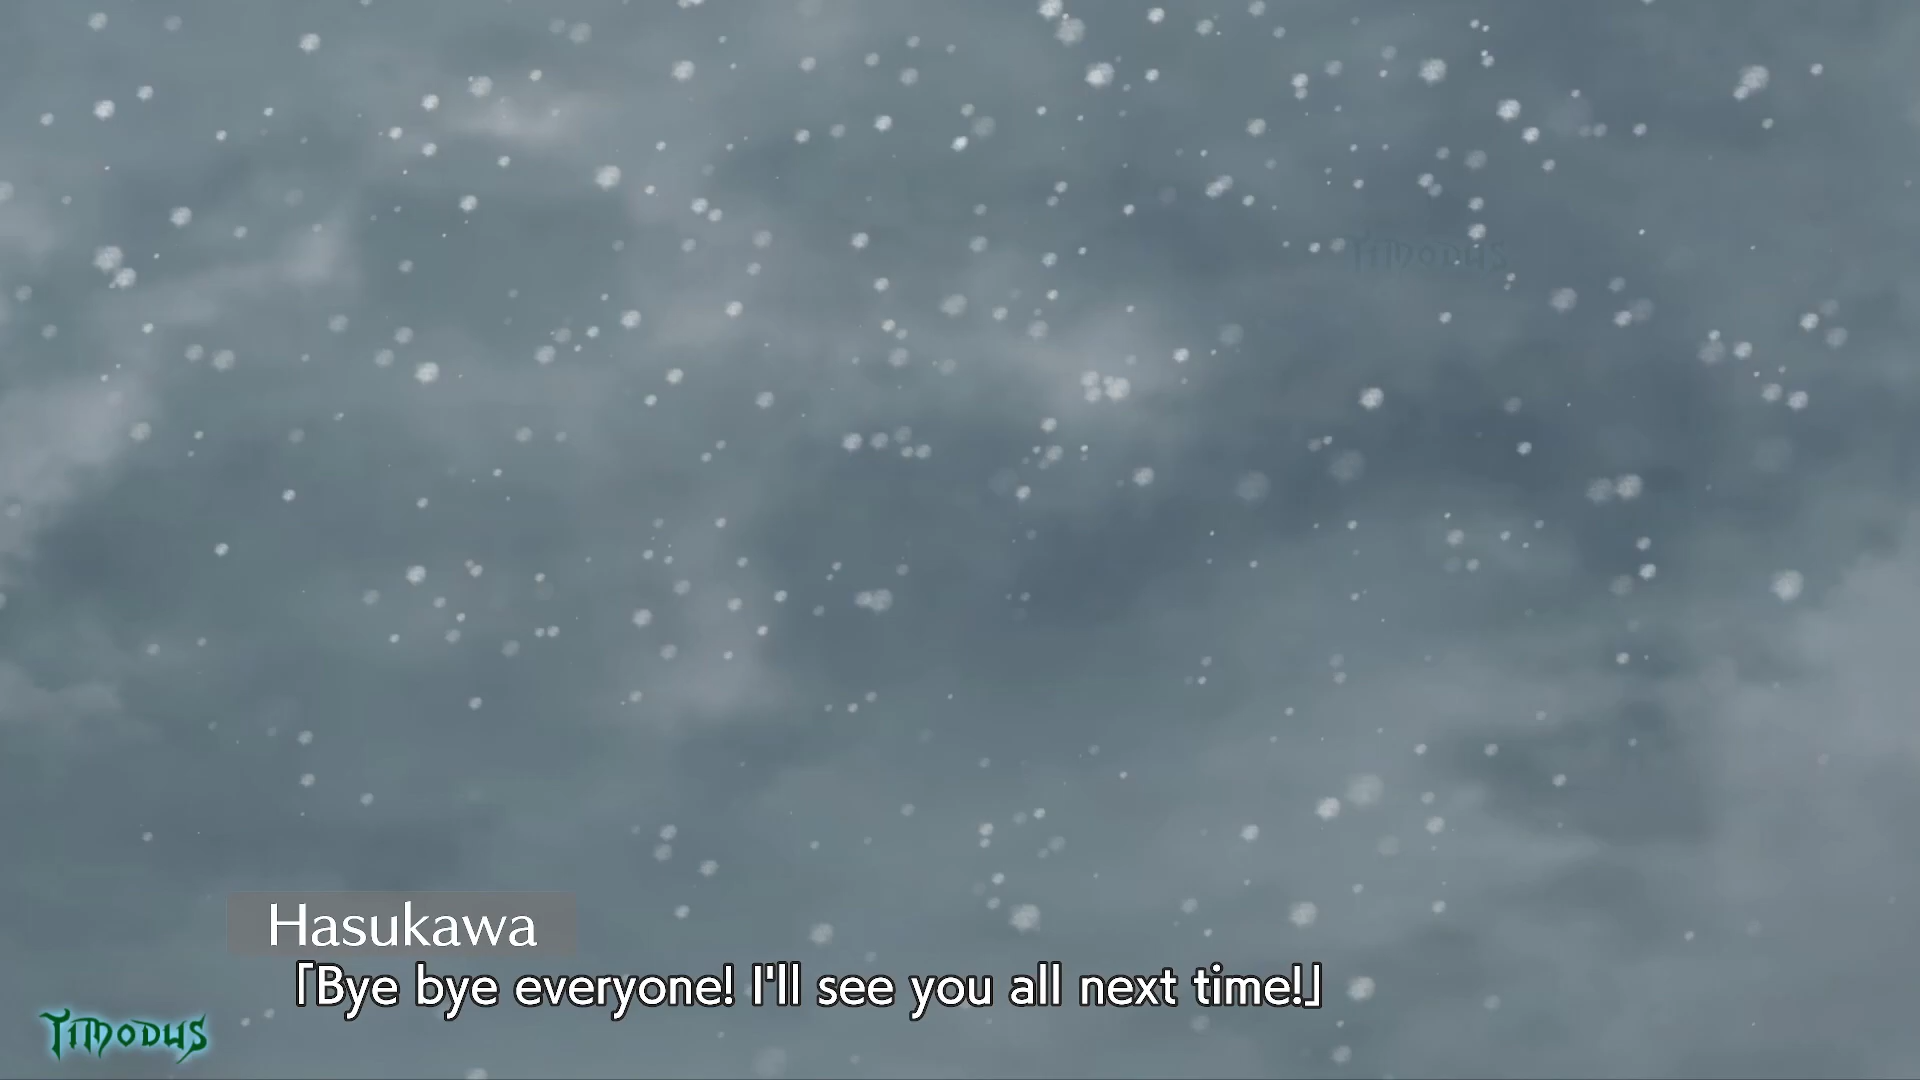 TIMODUS
Hasukawa
「Bye bye everyone! I'll see you all next time!」
TIMODUS